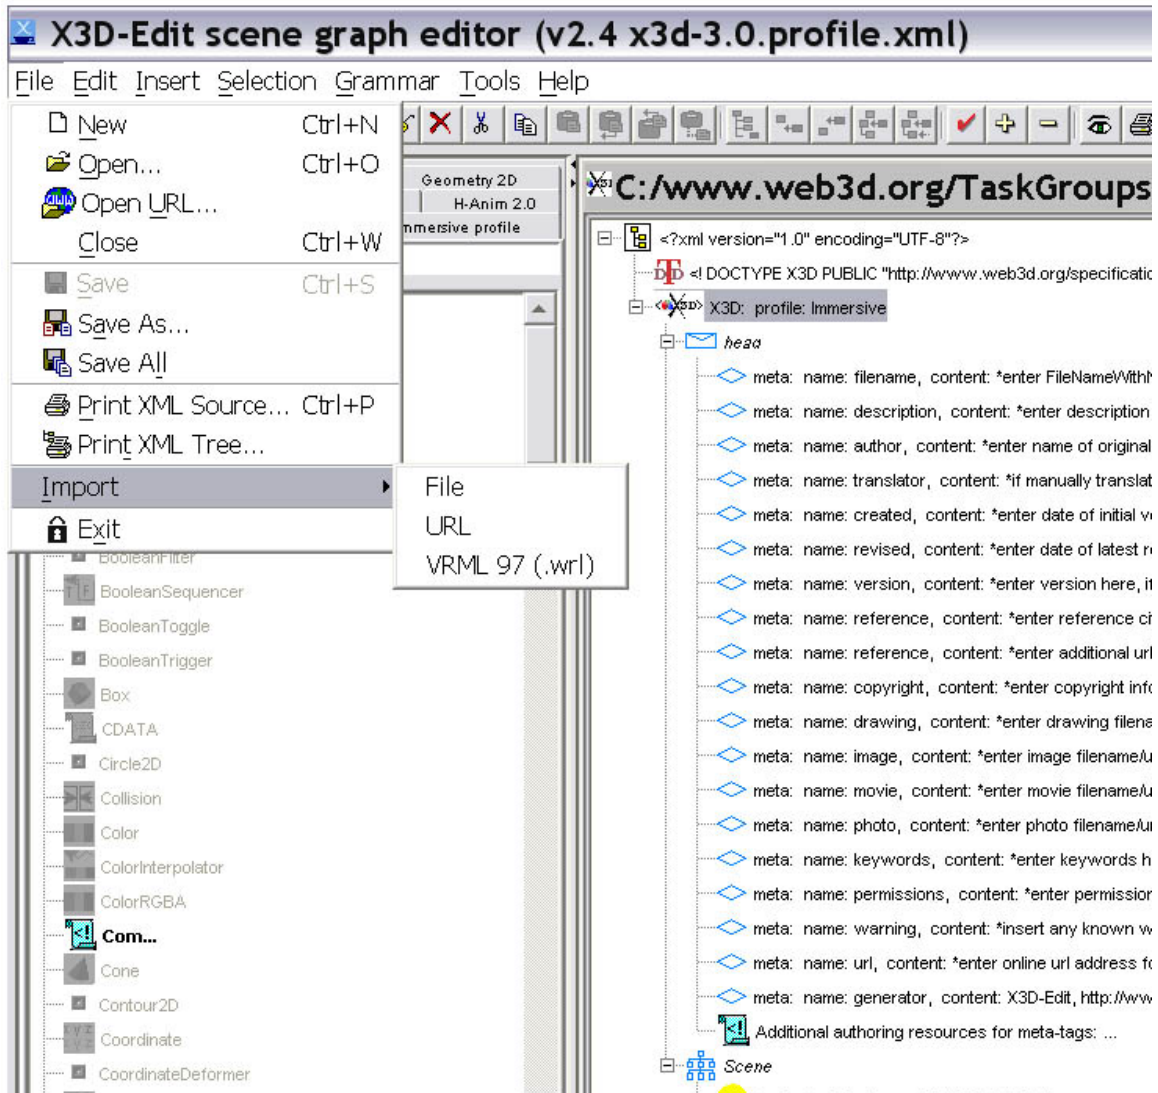 X3D-Edit scene graph editor (v2.4 x3d-3.0.profile.xml)
File Edit Insert Selection Grammar Tools Help
New Ctrl+N
Open... Ctrl+O
Open URL...
Close Ctrl+W
Save Ctrl+S
Save As...
Save All
Print XML Source... Ctrl+P
Print XML Tree...
Import
Exit
File
URL
VRML 97 (.wrl)
Geometry 2D
H-Anim 2.0
mmersive profile
BooleanFilter
BooleanSequencer
BooleanToggle
BooleanTrigger
Box
CDATA
Circle2D
Collision
Color
ColorInterpolator
ColorRGBA
Com...
Cone
Contour2D
Coordinate
CoordinateDeformer
C:/www.web3d.org/TaskGroups
<?xml version="1.0" encoding="UTF-8"?>
<! DOCTYPE X3D PUBLIC "http://www.web3d.org/specificatio
X3D: profile: Immersive
head
meta: name: filename, content: *enter FileNameWithN
meta: name: description, content: *enter description
meta: name: author, content: *enter name of original
meta: name: translator, content: *if manually translat
meta: name: created, content: *enter date of initial ve
meta: name: revised, content: *enter date of latest re
meta: name: version, content: *enter version here, if
meta: name: reference, content: *enter reference cit
meta: name: reference, content: *enter additional url
meta: name: copyright, content: *enter copyright info
meta: name: drawing, content: *enter drawing filena
meta: name: image, content: *enter image filename/u
meta: name: movie, content: *enter movie filename/u
meta: name: photo, content: *enter photo filename/ur
meta: name: keywords, content: *enter keywords h
meta: name: permissions, content: *enter permission
meta: name: warning, content: *insert any known w
meta: name: url, content: *enter online url address fo
meta: name: generator, content: X3D-Edit, http://www
Additional authoring resources for meta-tags: ...
Scene